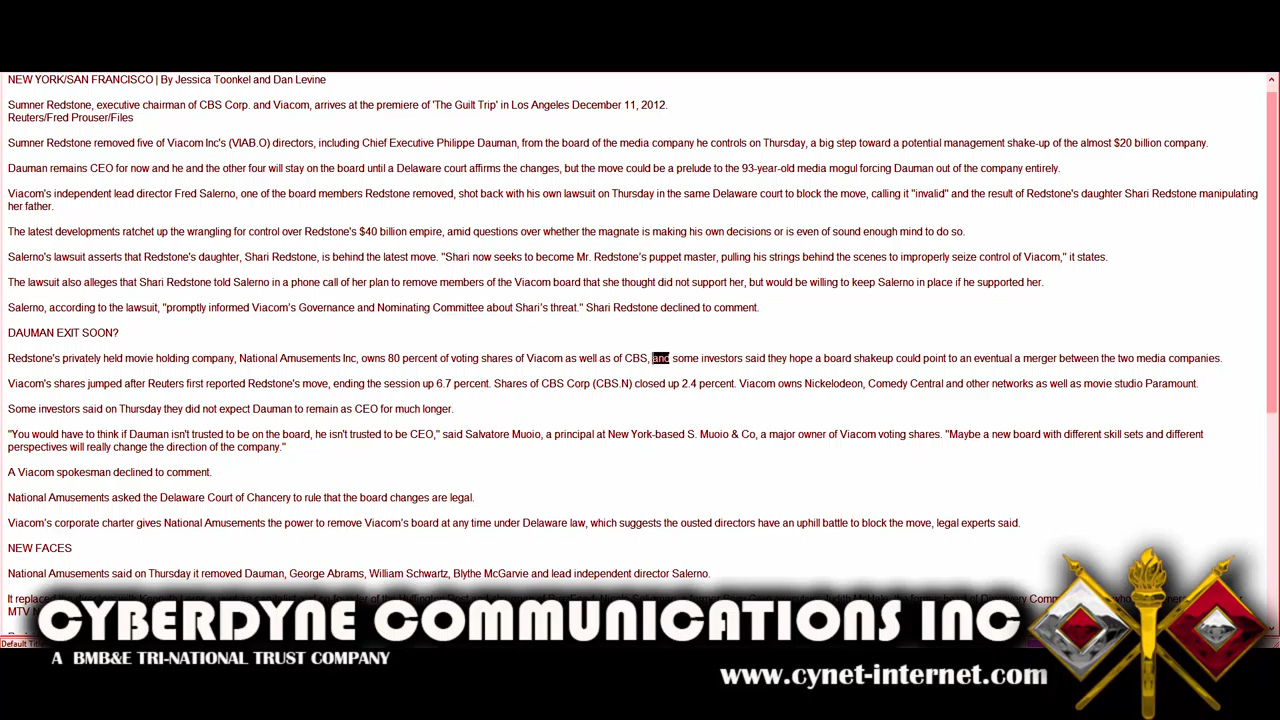 NEW YORK/SAN FRANCISCO | By Jessica Toonkel and Dan Levine
Sumner Redstone, executive chairman of CBS Corp. and Viacom, arrives at the premiere of 'The Guilt Trip' in Los Angeles December 11, 2012.
Reuters/Fred Prouser/Files
Sumner Redstone removed five of Viacom Inc's (VIAB.O) directors, including Chief Executive Philippe Dauman, from the board of the media company he controls on Thursday, a big step toward a potential management shake-up of the almost $20 billion company.
Dauman remains CEO for now and he and the other four will stay on the board until a Delaware court affirms the changes, but the move could be a prelude to the 93-year-old media mogul forcing Dauman out of the company entirely.
Viacom's independent lead director Fred Salerno, one of the board members Redstone removed, shot back with his own lawsuit on Thursday in the same Delaware court to block the move, calling it "invalid" and the result of Redstone's daughter Shari Redstone manipulating
her father.
The latest developments ratchet up the wrangling for control over Redstone's $40 billion empire, amid questions over whether the magnate is making his own decisions or is even of sound enough mind to do so.
Salerno's lawsuit asserts that Redstone's daughter, Shari Redstone, is behind the latest move. "Shari now seeks to become Mr. Redstone's puppet master, pulling his strings behind the scenes to improperly seize control of Viacom," it states.
The lawsuit also alleges that Shari Redstone told Salerno in a phone call of her plan to remove members of the Viacom board that she thought did not support her, but would be willing to keep Salerno in place if he supported her.
Salerno, according to the lawsuit, "promptly informed Viacom's Governance and Nominating Committee about Shari's threat." Shari Redstone declined to comment.
DAUMAN EXIT SOON?
Redstone's privately held movie holding company, National Amusements Inc, owns 80 percent of voting shares of Viacom as well as of CBS, and some investors said they hope a board shakeup could point to an eventual a merger between the two media companies.
Viacom's shares jumped after Reuters first reported Redstone's move, ending the session up 6.7 percent. Shares of CBS Corp (CBS.N) closed up 2.4 percent. Viacom owns Nickelodeon, Comedy Central and other networks as well as movie studio Paramount.
Some investors said on Thursday they did not expect Dauman to remain as CEO for much longer.
"You would have to think if Dauman isn't trusted to be on the board, he isn't trusted to be CEO," said Salvatore Muoio, a principal at New York-based S. Muoio & Co, a major owner of Viacom voting shares. "Maybe a new board with different skill sets and different
perspectives will really change the direction of the company."
A Viacom spokesman declined to comment.
National Amusements asked the Delaware Court of Chancery to rule that the board changes are legal.
Viacom's corporate charter gives National Amusements the power to remove Viacom's board at any time under Delaware law, which suggests the ousted directors have an uphill battle to block the move, legal experts said.
NEW FACES
National Amusements said on Thursday it removed Dauman, George Abrams, William Schwartz, Blythe McGarvie and lead independent director Salerno.
It replace
MTV N
Default Tit
CYBERDYNE COMMUNICATIONS INC
A BMB&E TRI-NATIONAL TRUST COMPANY
www.cynet-internet.com